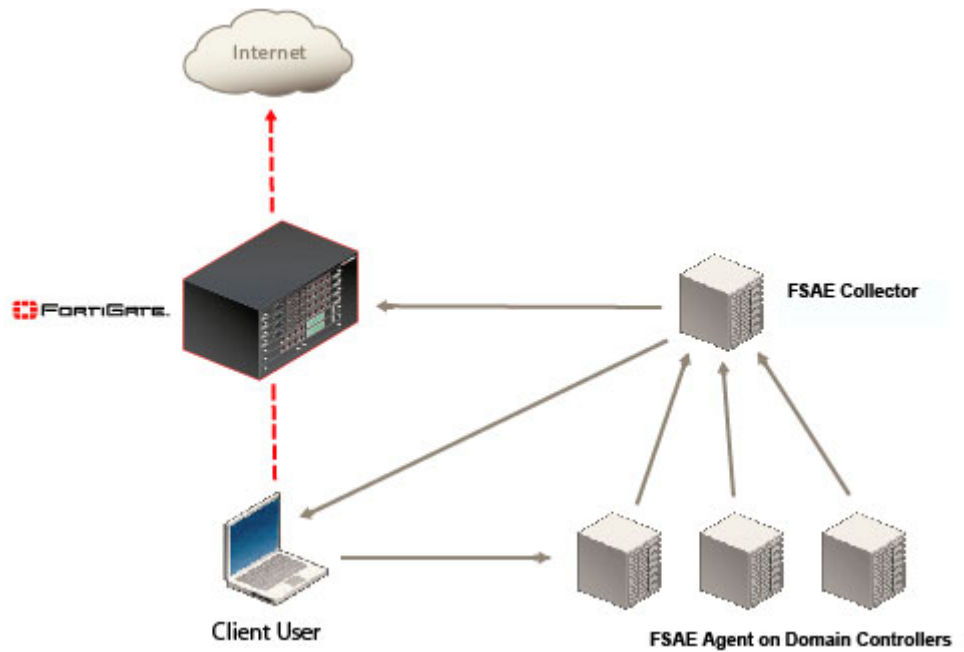 Internet
FORTIGATE
FSAE Collector
Client User
FSAE Agent on Domain Controllers